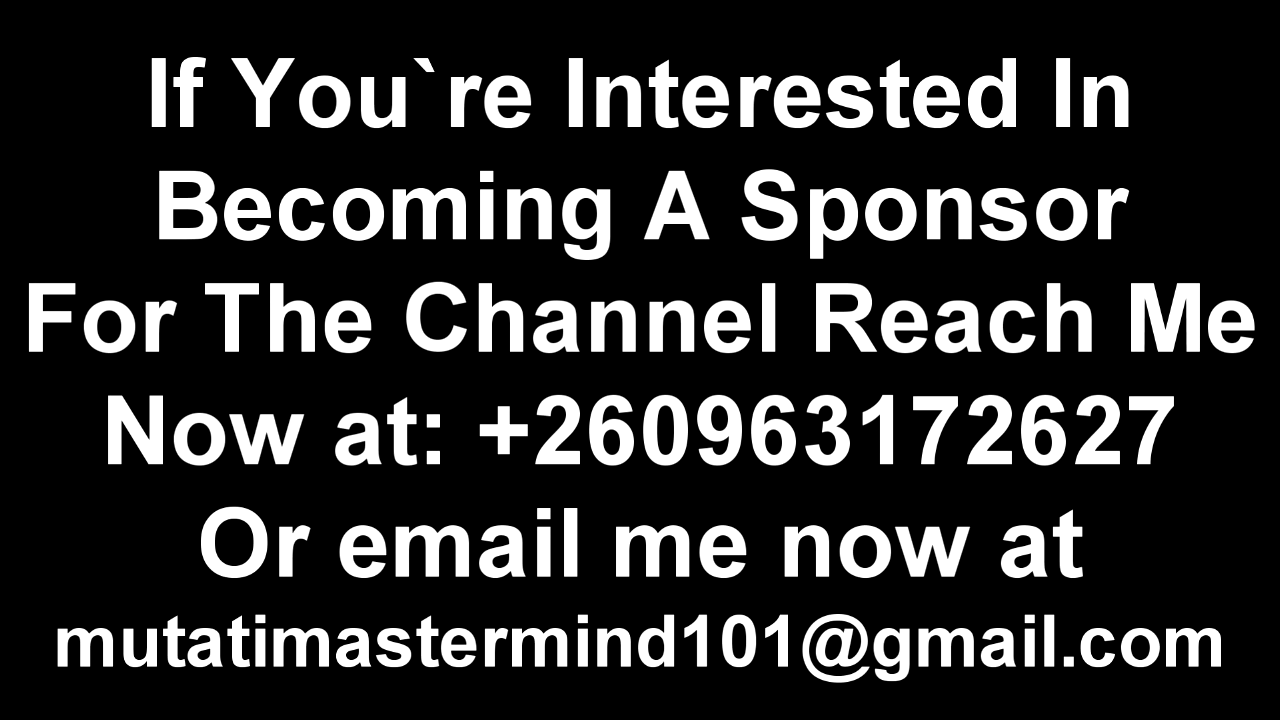 If You`re Interested In
Becoming A Sponsor
For The Channel Reach Me
Now at: +260963172627
Or email me now at
mutatimastermind101@gmail.com